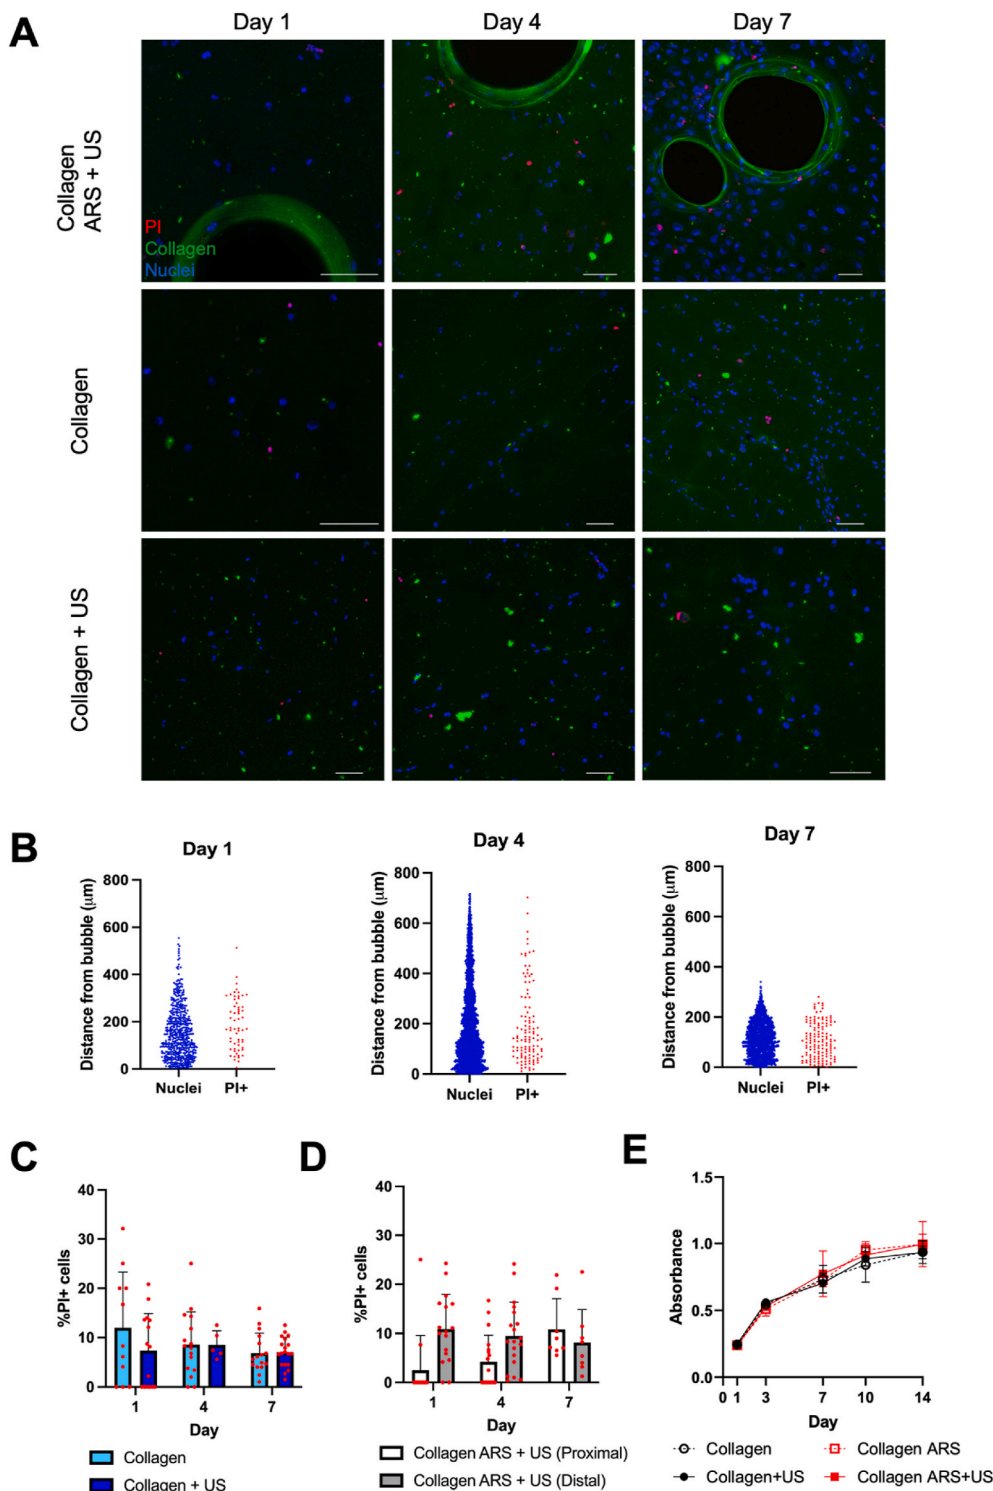 A
Day 1
Day 4
Day 7
Collagen
ARS + US
PI
Collagen
Nuclei
Collagen
Collagen + US
B
Day 1
Day 4
Day 7
Distance from bubble (μm)
800
600
400
200
0
Nuclei
PI+
Distance from bubble (μm)
800
600
400
200
0
Nuclei
PI+
Distance from bubble (μm)
800
600
400
200
0
Nuclei
PI+
C
%PI+ cells
40
30
20
10
0
1
4
7
Day
Collagen
Collagen + US
D
%PI+ cells
40
30
20
10
0
1
4
7
Day
Collagen ARS + US (Proximal)
Collagen ARS + US (Distal)
E
Absorbance
1.5
1.0
0.5
0.0
0 1 3 7 10 14
Day
Collagen
Collagen ARS
Collagen+US
Collagen ARS+US